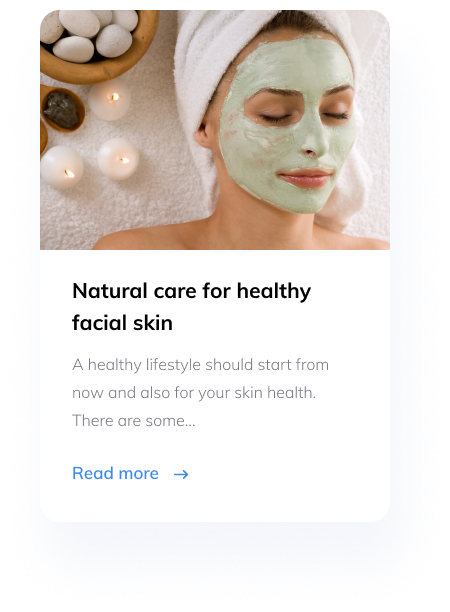 Natural care for healthy
facial skin
A healthy lifestyle should start from
now and also for your skin health.
There are some...
Read more →